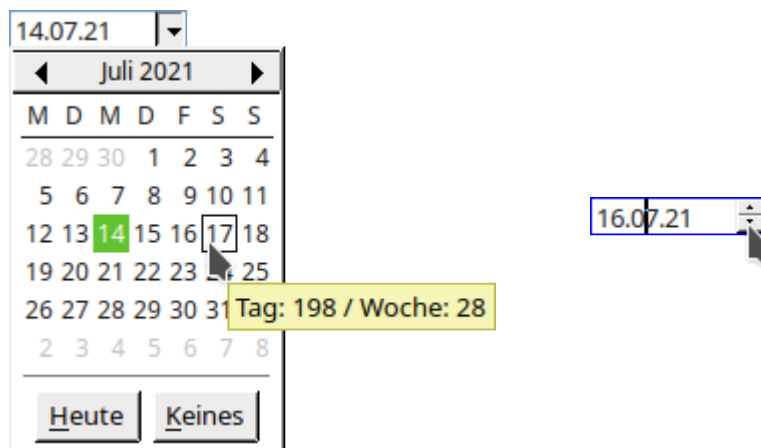 14.07.21
Juli 2021
M D M D F S S
28 29 30 1 2 3 4
5 6 7 8 9 10 11
12 13 14 15 16 17 18
16.07.21
19 20 21 22 23 25
26 27 28 29 30 31
Tag: 198 / Woche: 28
2 3 4 5 6 7 8
Heute Keines